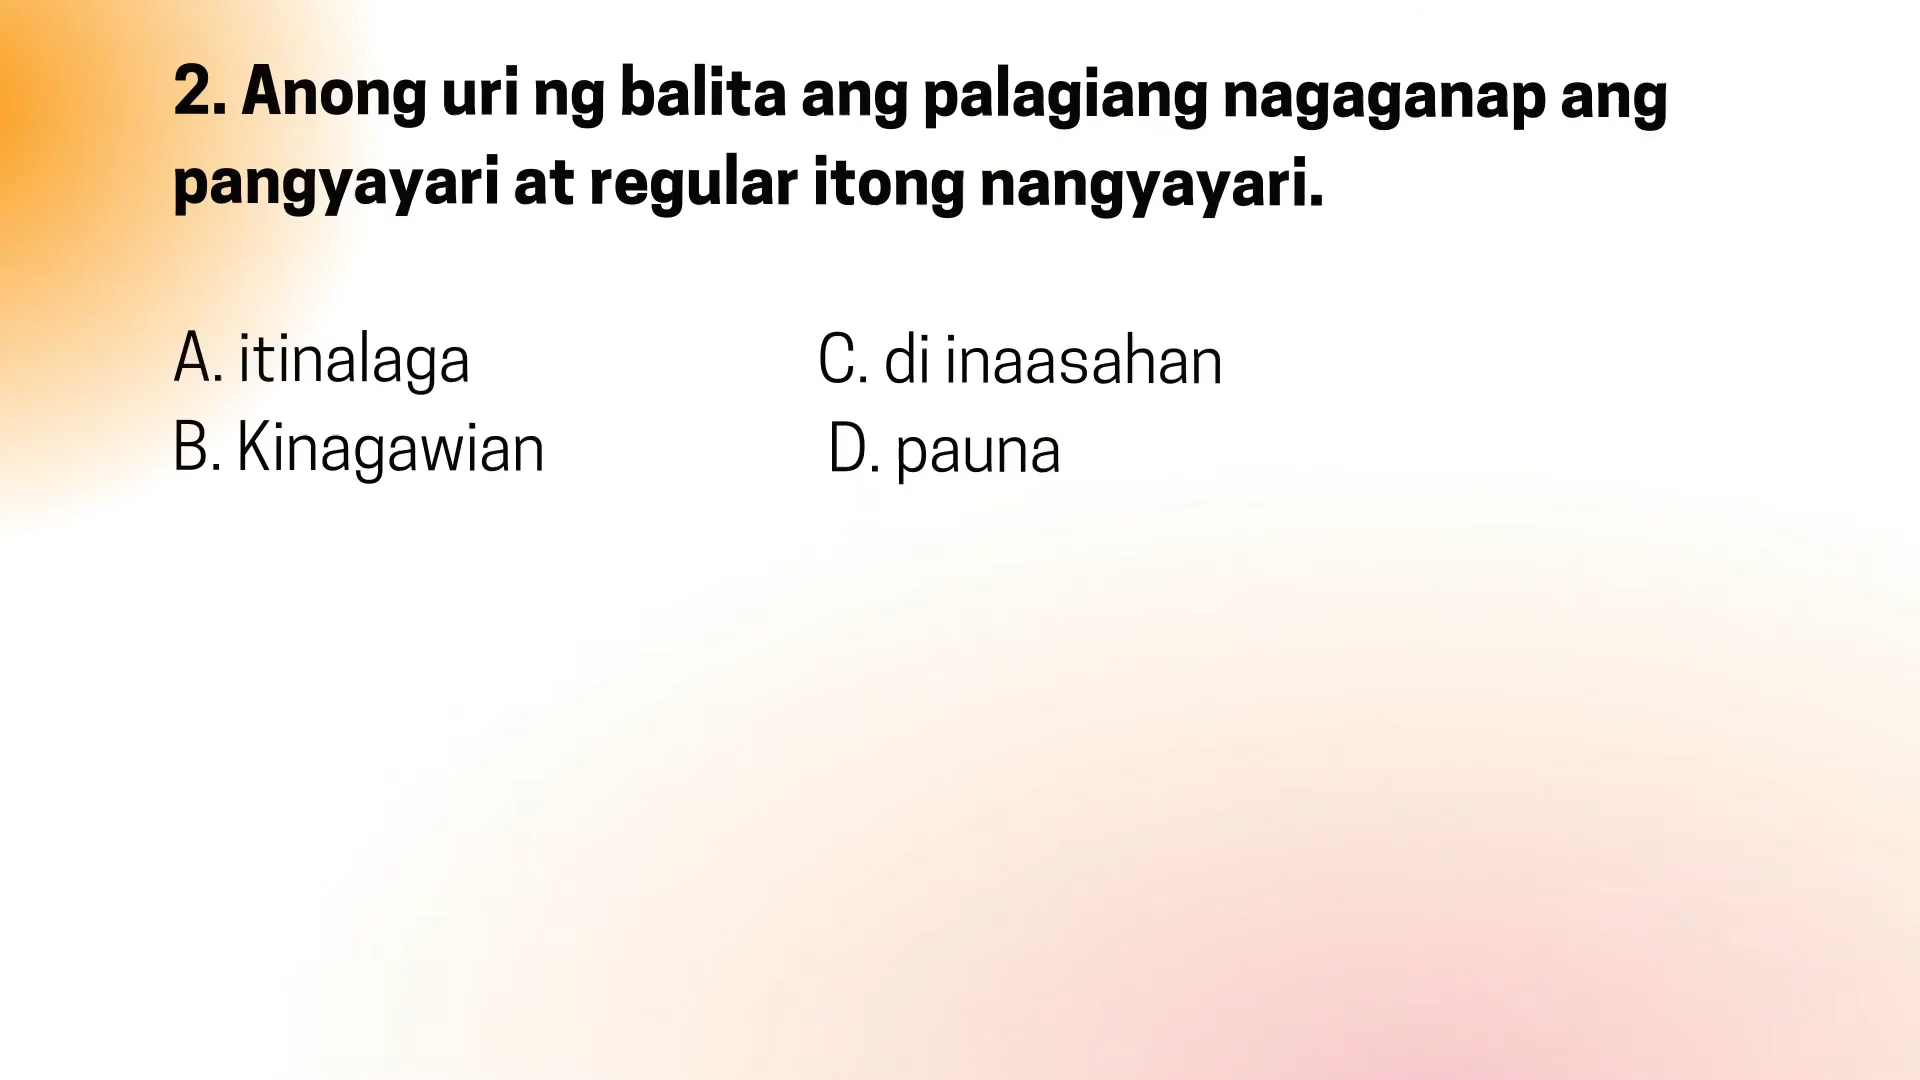 2. Anong uri ng balita ang palagiang nagaganap ang
pangyayari at regular itong nangyayari.
A. itinalaga
C. di inaasahan
B. Kinagawian
D. pauna